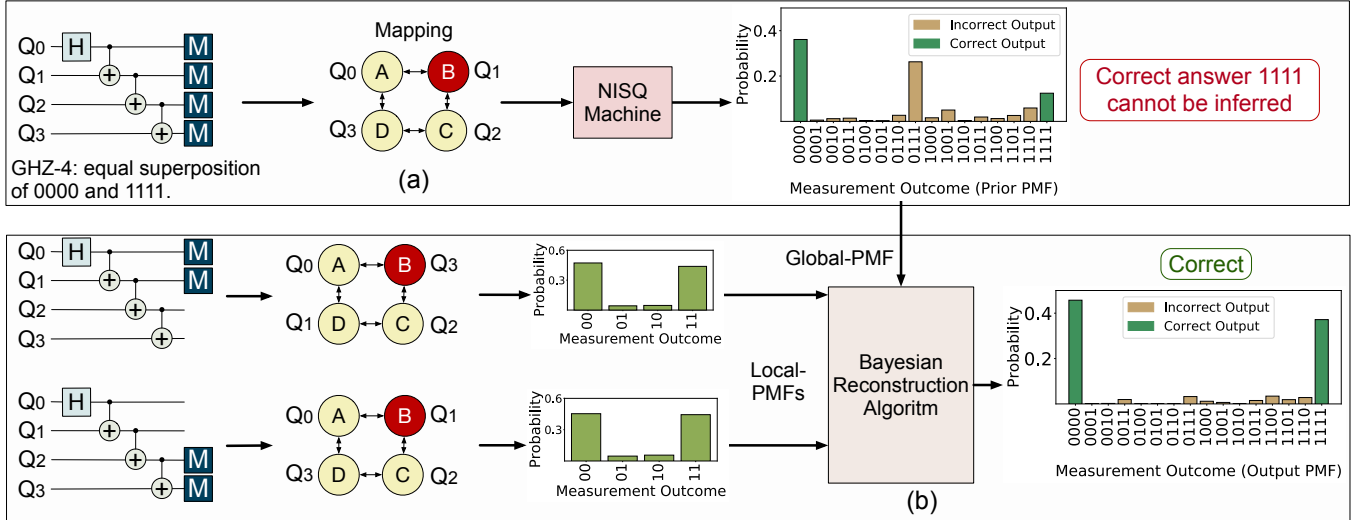 Q0 H M
Q1 M
Q2 M
Q3 M
GHZ-4: equal superposition
of 0000 and 1111.
Mapping
Q0 A B Q1
Q3 D C Q2
(a)
NISQ
Machine
Probability
0.4
0.2
Incorrect Output
Correct Output
0000 0001 0010 0011 0100 0101 0110 0111 1000 1001 1010 1011 1100 1101 1110 1111
Measurement Outcome (Prior PMF)
Correct answer 1111
cannot be inferred
Q0 H M
Q1 M
Q2
Q3
Q0 A B Q3
Q1 D C Q2
Probability
0.6
0.3
00 01 10 11
Measurement Outcome
Global-PMF
Local-
PMFs
Q0 H
Q1
Q2 M
Q3 M
Q0 A B Q1
Q3 D C Q2
Probability
0.6
0.3
00 01 10 11
Measurement Outcome
Bayesian
Reconstruction
Algoritm
(b)
Correct
Probability
0.4
0.2
Incorrect Output
Correct Output
0000 0001 0010 0011 0100 0101 0110 0111 1000 1001 1010 1011 1100 1101 1110 1111
Measurement Outcome (Output PMF)